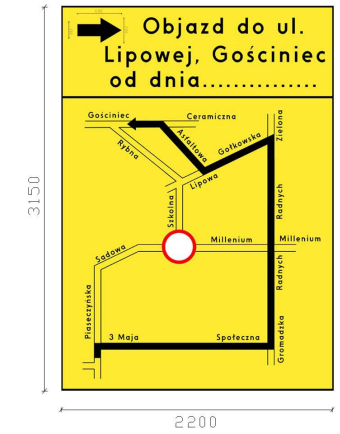 Objazd do ul.
Lipowej, Gościniec
od dnia...............
Gościniec
Ceramiczna
Rybna
Asfaltowa
Gołkowska
Zielona
Lipowa
Szkolna
Radnych
Sadowa
Millenium
Millenium
Radnych
Piaseczyńska
3 Maja
Społeczna
Gromadzka
3150
2200